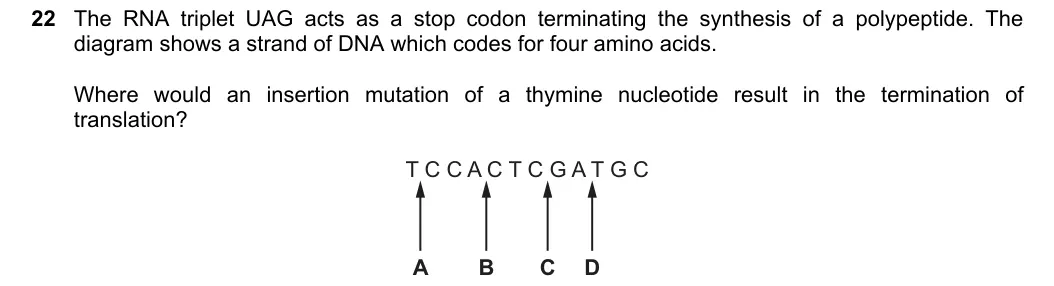 22 The RNA triplet UAG acts as a stop codon terminating the synthesis of a polypeptide. The
diagram shows a strand of DNA which codes for four amino acids.
Where would an insertion mutation of a thymine nucleotide result in the termination of
translation?
T C C A C T C G A T G C
A B C D